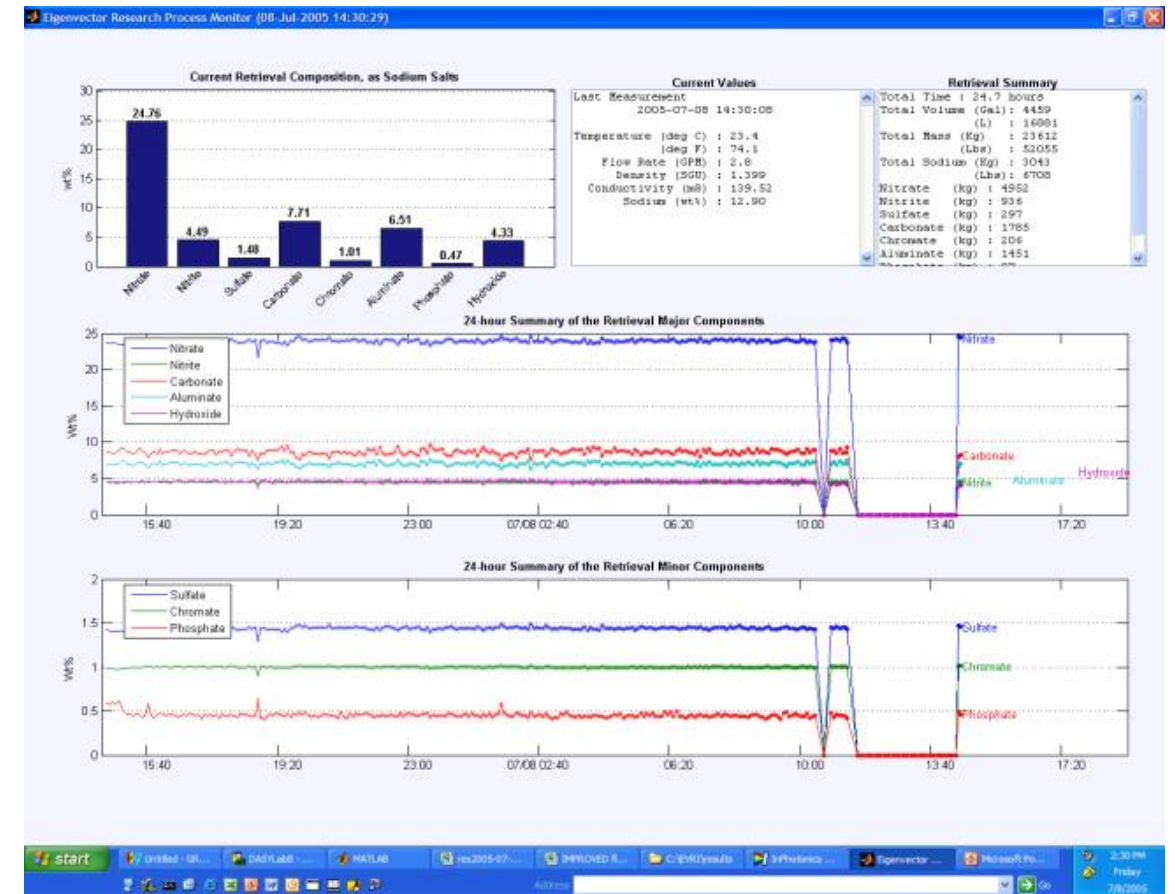 Eigenvector Research Process Monitor (08-Jul-2005 14:30:29)
Current Retrieval Composition, as Sodium Salts
wt%
30
25
20
15
10
5
0
24.76
4.49
1.48
7.71
1.01
6.51
0.47
4.33
Nitrate
Nitrite
Sulfate
Carbonate
Chromate
Aluminate
Phosphate
Hydroxide
Current Values
Last Measurement
2005-07-08 14:30:08
Temperature (deg C) : 23.4
(deg F) : 74.1
Flow Rate (GPM) : 2.8
Density (SGU) : 1.399
Conductivity (mS) : 139.52
Sodium (wt%) : 12.90
Retrieval Summary
Total Time : 24.7 hours
Total Volume (Gal): 4459
(L) : 16881
Total Mass (Kg) : 23612
(Lbs) : 52055
Total Sodium (Kg) : 3043
(Lbs): 6708
Nitrate (kg) : 4952
Nitrite (kg) : 936
Sulfate (kg) : 297
Carbonate (kg) : 1785
Chromate (kg) : 206
Aluminate (kg) : 1451
24-hour Summary of the Retrieval Major Components
Wt%
25
20
15
10
5
0
Nitrate
Nitrite
Carbonate
Aluminate
Hydroxide
Nitrate
Carbonate
Hydroxide
Nitrite
Aluminate
15:40 19:20 23:00 07/08 02:40 06:20 10:00 13:40 17:20
24-hour Summary of the Retrieval Minor Components
Wt%
2
1.5
1
0.5
0
Sulfate
Chromate
Phosphate
Sulfate
Chromate
Phosphate
15:40 19:20 23:00 07/08 02:40 06:20 10:00 13:40 17:20
start
Untitled - GR...
DASYLab8 - ...
MATLAB
res2005-07-...
IMPROVED R...
C:\EVRI\results
InPhotonics ...
Eigenvector ...
Microsoft Po...
2:30 PM
Friday
7/8/2005
Address
Go